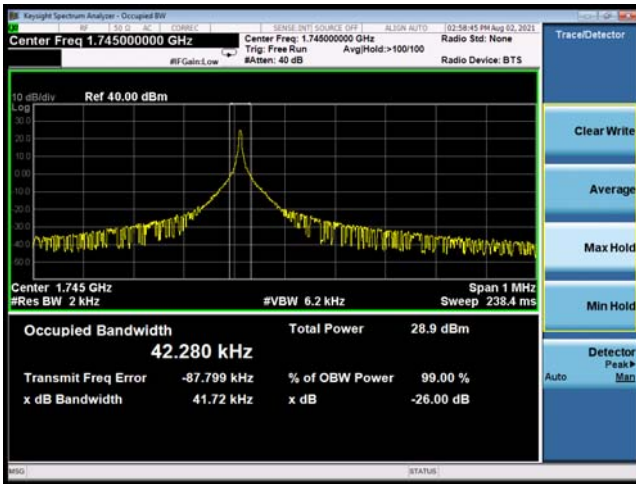 Keysight Spectrum Analyzer - Occupied BW
RF 50 Ω AC CORREC SENSE:INT SOURCE OFF ALIGN AUTO 02:58:45 PM Aug 02, 2021
Center Freq 1.745000000 GHz Center Freq: 1.745000000 GHz Radio Std: None
Trig: Free Run Avg|Hold:>100/100
#IFGain:Low #Atten: 40 dB Radio Device: BTS
Trace/Detector
10 dB/div Ref 40.00 dBm
Log
30.0
20.0
10.0
0.00
10.0
20.0
30.0
40.0
50.0
Center 1.745 GHz Span 1 MHz
#Res BW 2 kHz #VBW 6.2 kHz Sweep 238.4 ms
Occupied Bandwidth Total Power 28.9 dBm
42.280 kHz
Transmit Freq Error -87.799 kHz % of OBW Power 99.00 %
x dB Bandwidth 41.72 kHz x dB -26.00 dB
Clear Write
Average
Max Hold
Min Hold
Detector
Peak▶
Auto Man
MSG STATUS